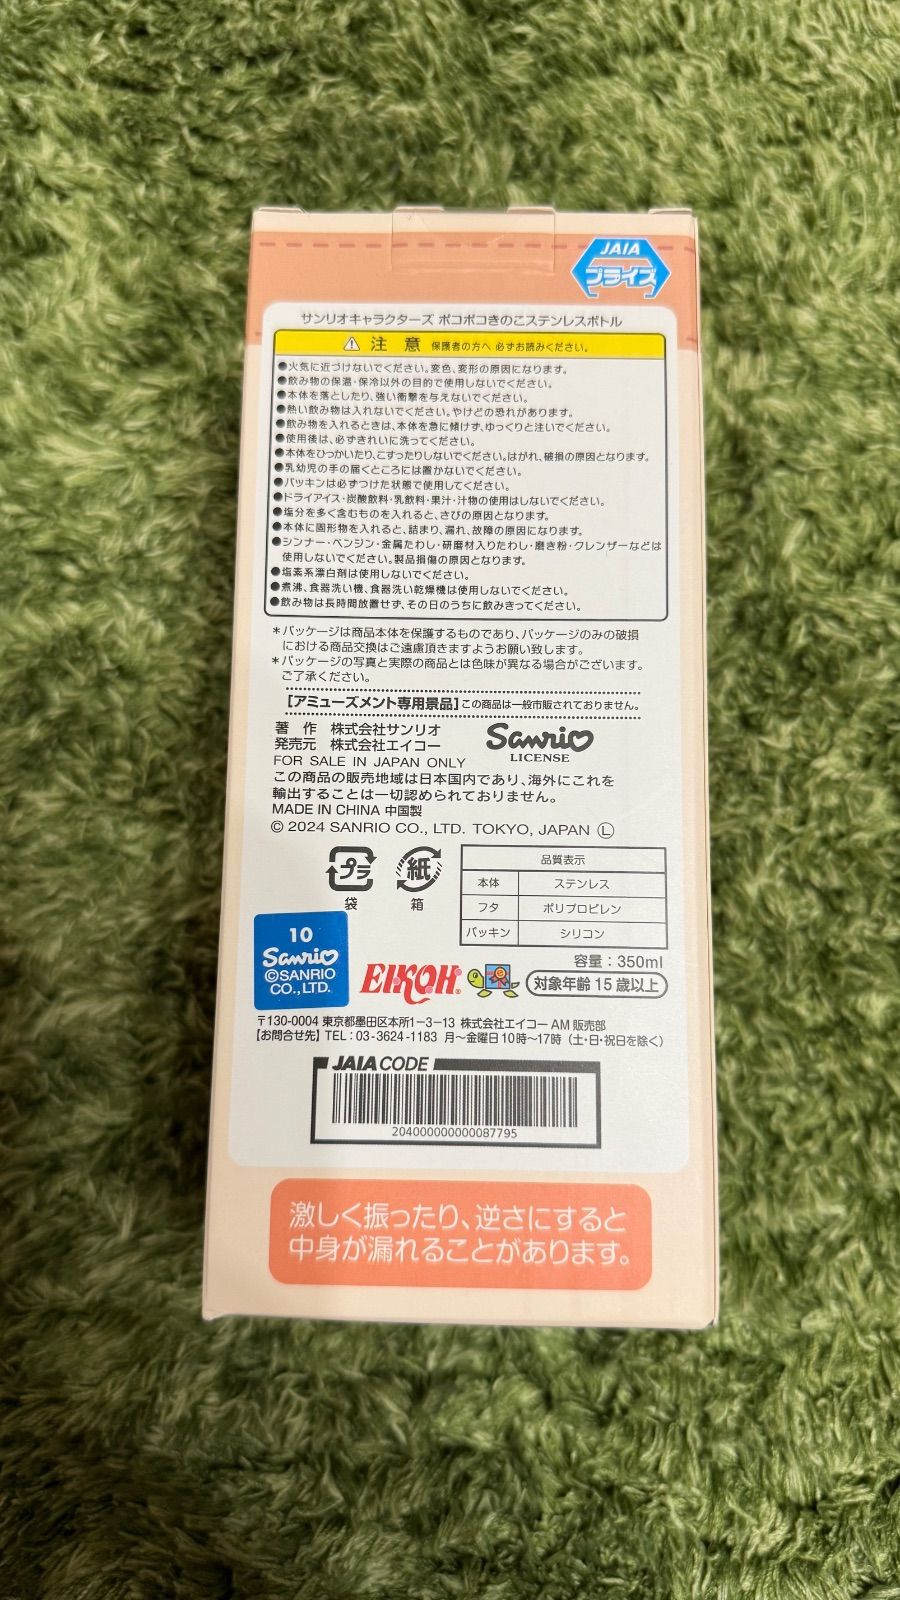 JAIA
プライズ
サンリオキャラクターズ ポコポコきのこステンレスボトル
⚠ 注 意 保護者の方へ 必ずお読みください。
●火気に近づけないでください。変色、変形の原因になります。
●飲み物の保温・保冷以外の目的で使用しないでください。
●本体を落としたり、強い衝撃を与えないでください。
●熱い飲み物は入れないでください。やけどの恐れがあります。
●飲み物を入れるときは、本体を急に傾けず、ゆっくりと注いでください。
●使用後は、必ずきれいに洗ってください。
●本体をひっかいたり、こすったりしないでください。はがれ、破損の原因となります。
●乳幼児の手の届くところには置かないでください。
●パッキンは必ずつけた状態で使用してください。
●ドライアイス・炭酸飲料・乳飲料・果汁・汁物の使用はしないでください。
●塩分を多く含むものを入れると、さびの原因となります。
●本体に固形物を入れると、詰まり、漏れ、故障の原因になります。
●シンナー・ベンジン・金属たわし・研磨材入りたわし・磨き粉・クレンザーなどは
使用しないでください。製品損傷の原因となります。
●塩素系漂白剤は使用しないでください。
●煮沸、食器洗い機、食器洗い乾燥機は使用しないでください。
●飲み物は長時間放置せず、その日のうちに飲みきってください。
*パッケージは商品本体を保護するものであり、パッケージのみの破損
における商品交換はご遠慮頂きますようお願い致します。
*パッケージの写真と実際の商品とは色味が異なる場合がございます。
ご了承ください。
【アミューズメント専用景品】この商品は一般市販されておりません。
著 作 株式会社サンリオ
発売元 株式会社エイコー
Sanrio
LICENSE
FOR SALE IN JAPAN ONLY
この商品の販売地域は日本国内であり、海外にこれを
輸出することは一切認められておりません。
MADE IN CHINA 中国製
© 2024 SANRIO CO., LTD. TOKYO, JAPAN Ⓛ
プラ
袋
紙
箱
品質表示
本体 ステンレス
フタ ポリプロピレン
パッキン シリコン
容量：350ml
対象年齢 15 歳以上
10
Sanrio
©SANRIO
CO.,LTD.
EIKOH
〒130-0004 東京都墨田区本所1-3-13 株式会社エイコー AM 販売部
【お問合せ先】TEL：03-3624-1183 月〜金曜日10時〜17時（土・日・祝日を除く）
JAIA CODE
204000000000087795
激しく振ったり、逆さにすると
中身が漏れることがあります。